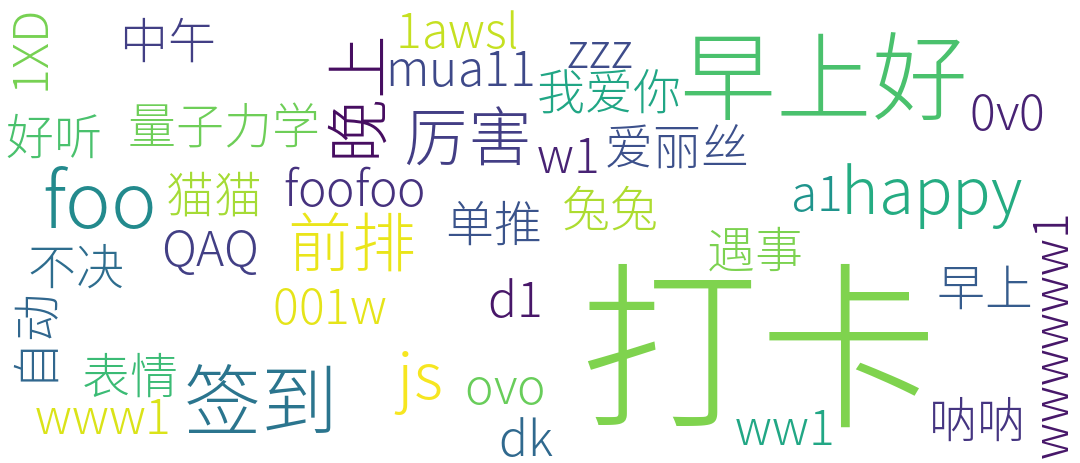 1XD
中午
晚上
1awsl
mua11
zzz
早上好
我爱你
0v0
好听
量子力学
厉害
w1
爱丽丝
foo
猫猫
foofoo
单推
兔兔
a1
happy
不决
QAQ
前排
遇事
打卡
早上
wwwwwww1
自动
001w
d1
表情
签到
js
ovo
www1
dk
ww1
呐呐